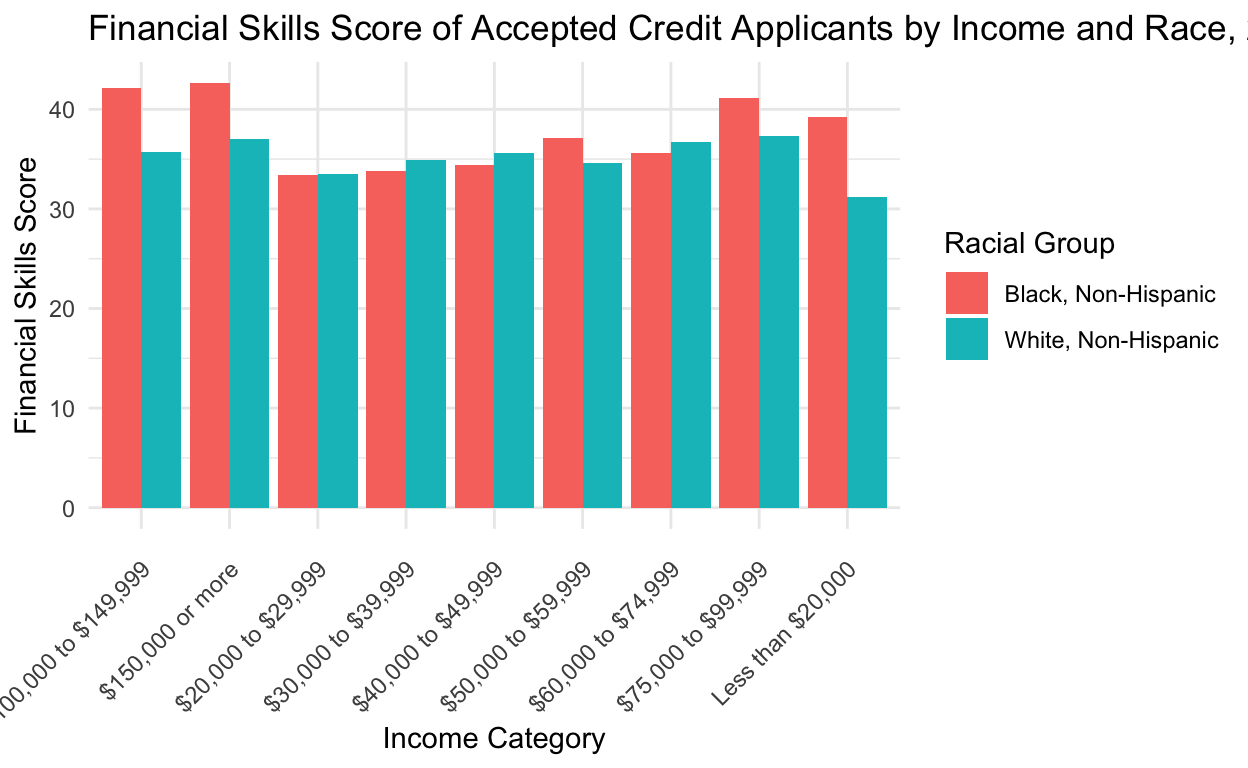 Financial Skills Score of Accepted Credit Applicants by Income and Race,
Financial Skills Score
40
30
20
10
0
00,000 to $149,999
$150,000 or more
$20,000 to $29,999
$30,000 to $39,999
$40,000 to $49,999
$50,000 to $59,999
$60,000 to $74,999
$75,000 to $99,999
Less than $20,000
Income Category
Racial Group
Black, Non-Hispanic
White, Non-Hispanic